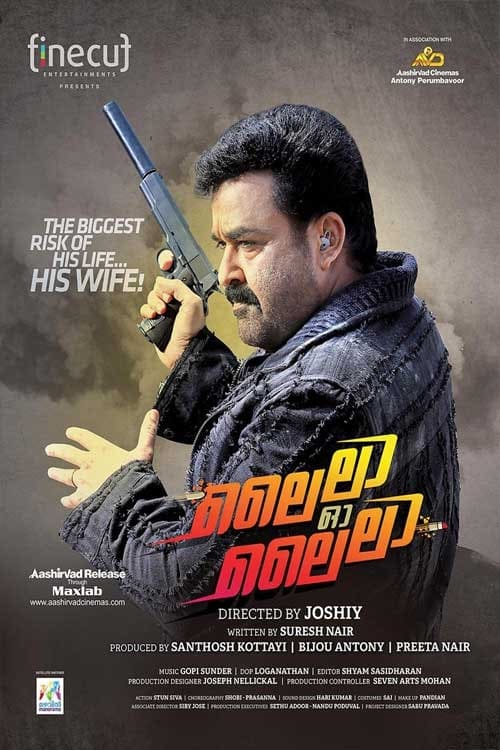 finecut
ENTERTAINMENTS
PRESENTS
IN ASSOCIATION WITH
Aashirvad Cinemas
Antony Perumbavoor
THE BIGGEST
RISK OF
HIS LIFE...
HIS WIFE!
ലൈലാ
ഓ
ലൈലാ
Aashirvad Release
Through
Maxlab
www.aashirvadcinemas.com
DIRECTED BY JOSHIY
WRITTEN BY SURESH NAIR
PRODUCED BY SANTHOSH KOTTAYI | BIJOU ANTONY | PREETA NAIR
MUSIC GOPI SUNDER | DOP LOGANATHAN | EDITOR SHYAM SASIDHARAN
PRODUCTION DESIGNER JOSEPH NELLICKAL | PRODUCTION CONTROLLER SEVEN ARTS MOHAN
ACTION STUN SIVA | CHOREOGRAPHY SHOBI - PRASANNA | SOUND DESIGN HARI KUMAR | COSTUMES SAI | MAKE UP PANDIAN
ASSOCIATE DIRECTOR SIBY JOSE | PRODUCTION EXECUTIVES SETHU ADOOR - NANDU PODUVAL | PROJECT DESIGNER SABU PRAVADA
SATELLITE PARTNER
മഴവിൽ
manorama